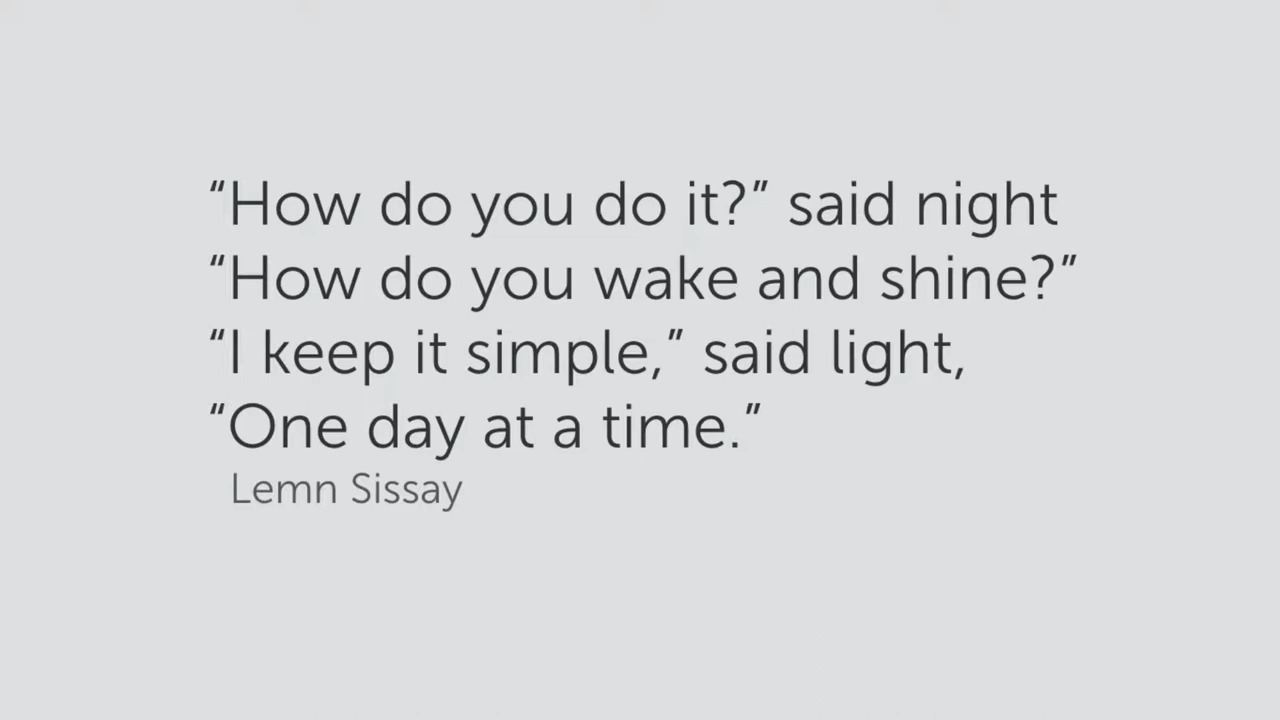 “How do you do it?” said night
“How do you wake and shine?”
“I keep it simple,” said light,
“One day at a time.”
Lemn Sissay